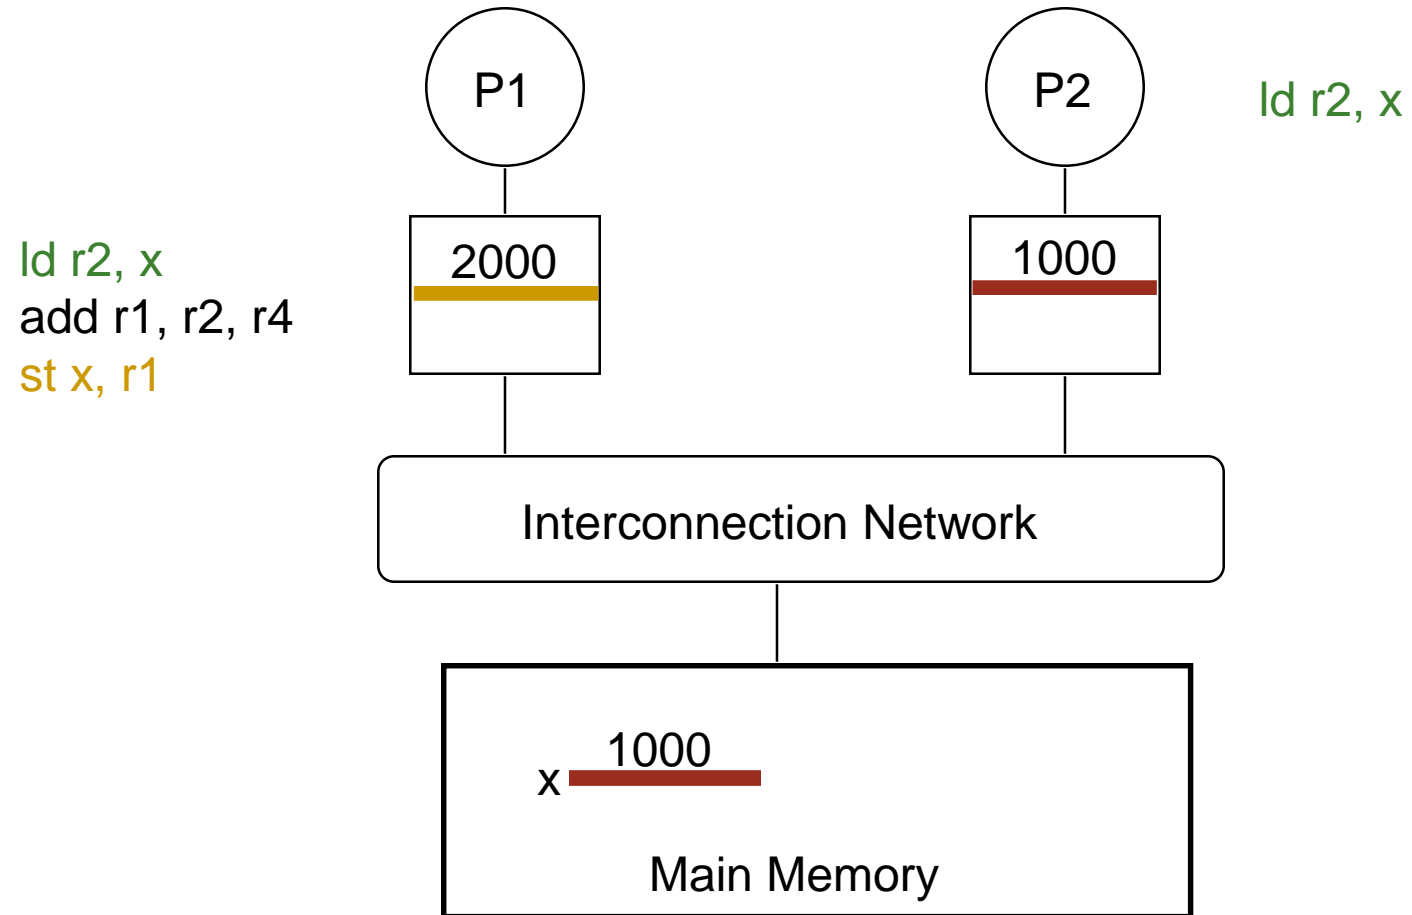 P1
P2
ld r2, x
ld r2, x
add r1, r2, r4
st x, r1
2000
1000
Interconnection Network
1000
x
Main Memory